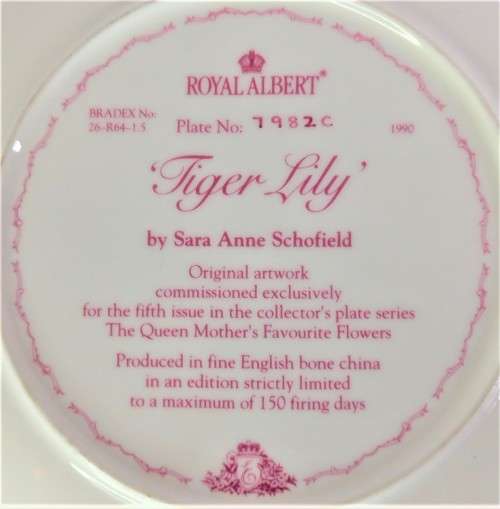 ROYAL ALBERT®
BRADEX No:
26-R64-1.5
Plate No: 7982C
1990
'Tiger Lily'
by Sara Anne Schofield
Original artwork
commissioned exclusively
for the fifth issue in the collector's plate series
The Queen Mother's Favourite Flowers
Produced in fine English bone china
in an edition strictly limited
to a maximum of 150 firing days